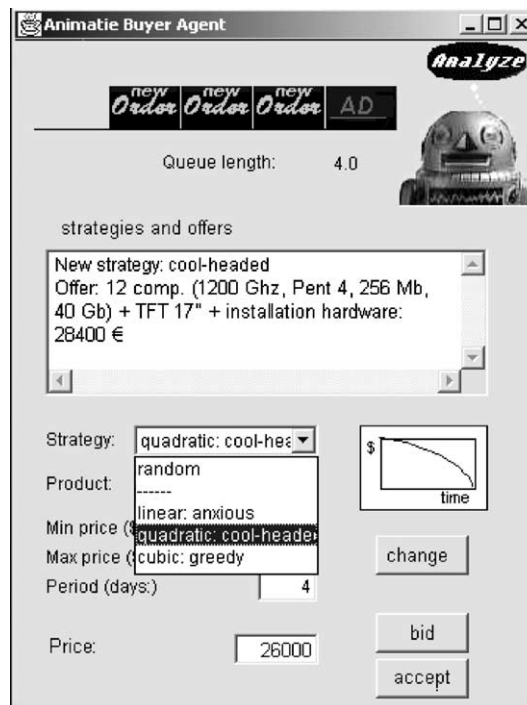 Animatie Buyer Agent
Analyze
new Order new Order new Order AD
Queue length: 4.0
strategies and offers
New strategy: cool-headed
Offer: 12 comp. (1200 Ghz, Pent 4, 256 Mb,
40 Gb) + TFT 17" + installation hardware:
28400 €
Strategy: quadratic: cool-hea
$
time
random
Product:
------
linear: anxious
Min price ($
quadratic: cool-header
Max price ($
cubic: greedy
change
Period (days:) 4
bid
Price: 26000
accept